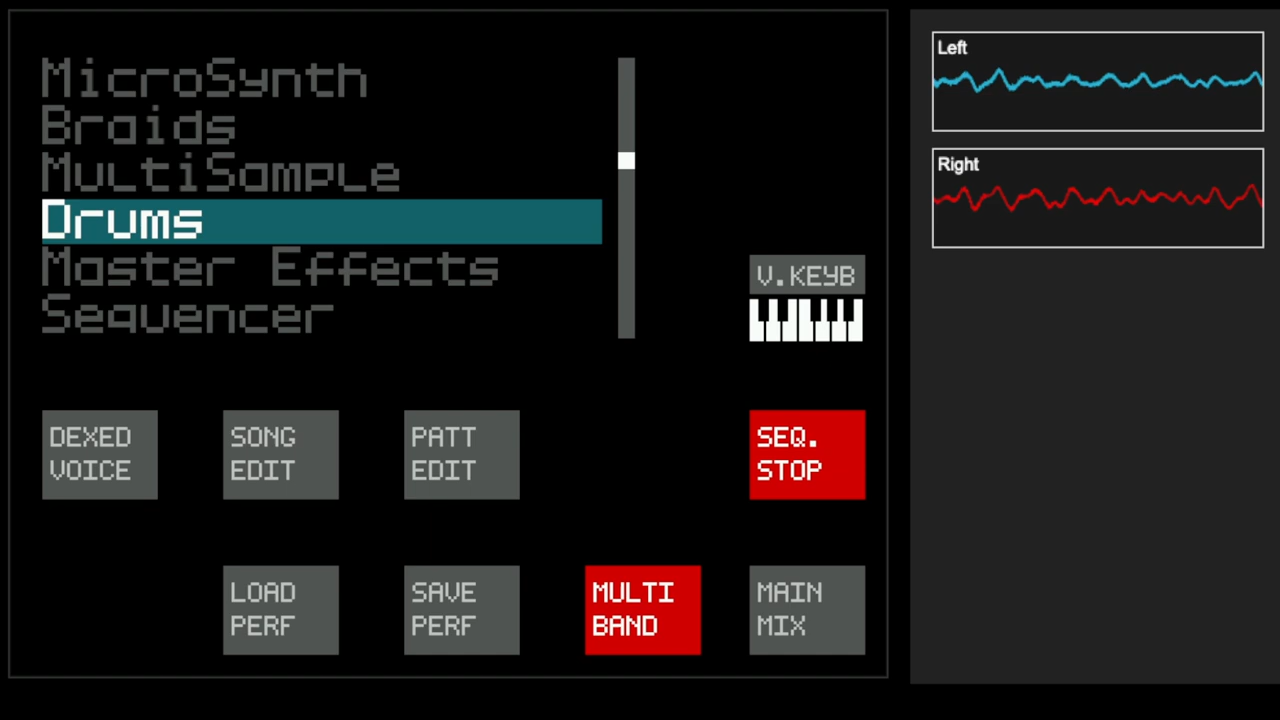 MicroSynth
Braids
MultiSample
Drums
Master Effects
Sequencer
V.KEYB
DEXED
VOICE
SONG
EDIT
PATT
EDIT
SEQ.
STOP
LOAD
PERF
SAVE
PERF
MULTI
BAND
MAIN
MIX
Left
Right